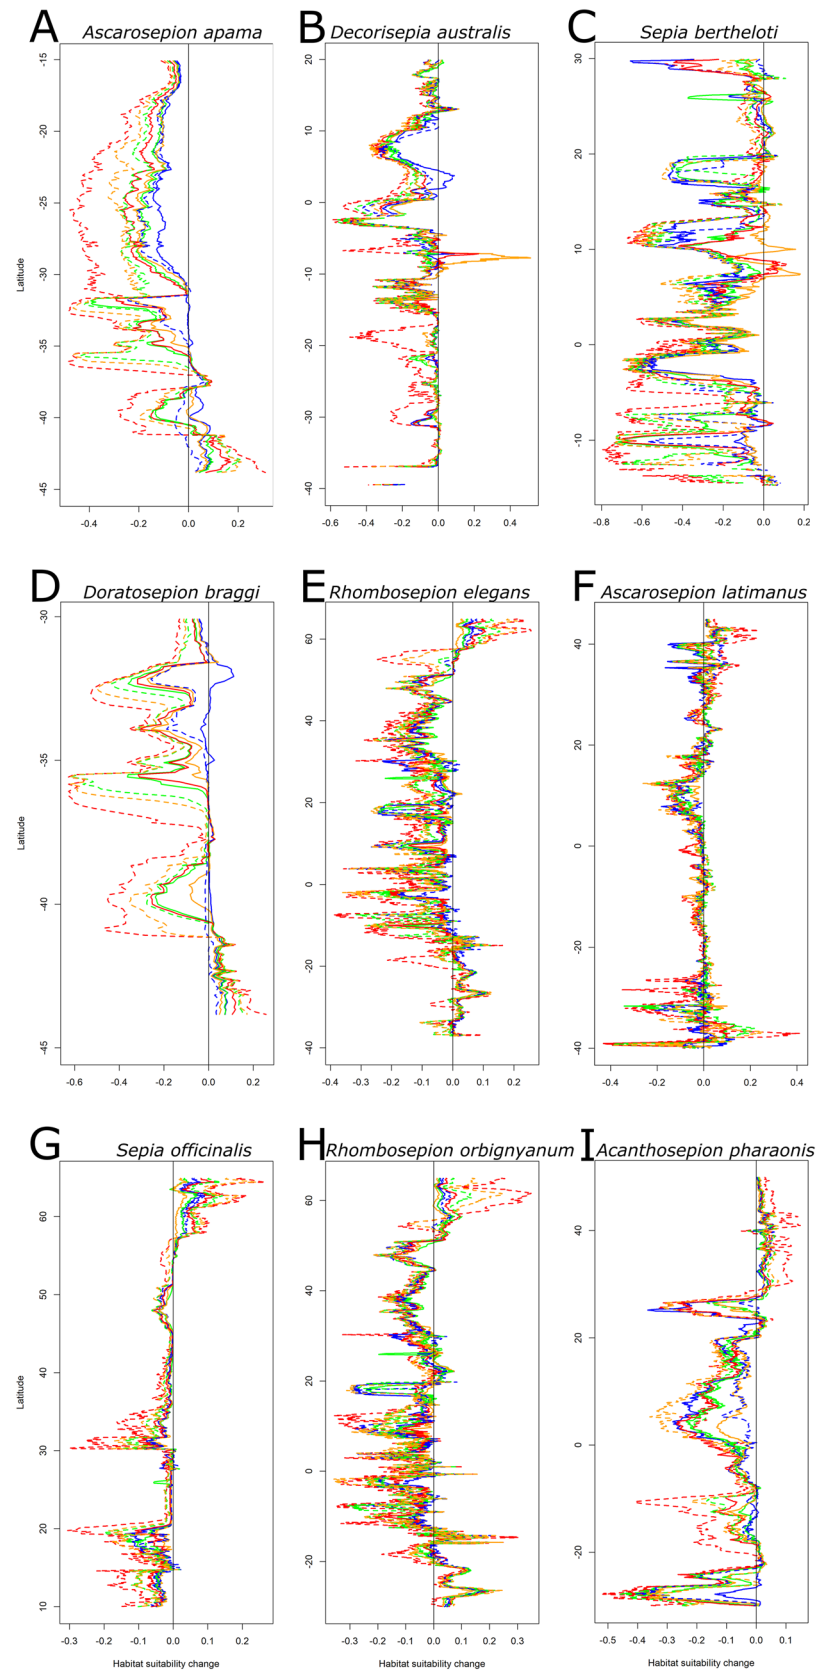 A Ascarosepion apama
-15
-20
-25
-30
-35
-40
-45
Latitude
-0.4 -0.2 0.0 0.2
B Decorisepia australis
20
10
0
-10
-20
-30
-40
-0.6 -0.4 -0.2 0.0 0.2 0.4
C Sepia bertheloti
30
20
10
0
-10
-0.8 -0.6 -0.4 -0.2 0.0 0.2
D Doratosepion braggi
-30
-35
-40
-45
Latitude
-0.6 -0.4 -0.2 0.0 0.2
E Rhombosepion elegans
60
40
20
0
-20
-40
-0.4 -0.3 -0.2 -0.1 0.0 0.1 0.2
F Ascarosepion latimanus
40
20
0
-20
-40
-0.4 -0.2 0.0 0.2 0.4
G Sepia officinalis
60
50
40
30
20
10
Latitude
-0.3 -0.2 -0.1 0.0 0.1 0.2
Habitat suitability change
H Rhombosepion orbignyanum
60
40
20
0
-20
-0.3 -0.2 -0.1 0.0 0.1 0.2 0.3
Habitat suitability change
I Acanthosepion pharaonis
40
20
0
-20
-0.5 -0.3 -0.1 0.1
Habitat suitability change